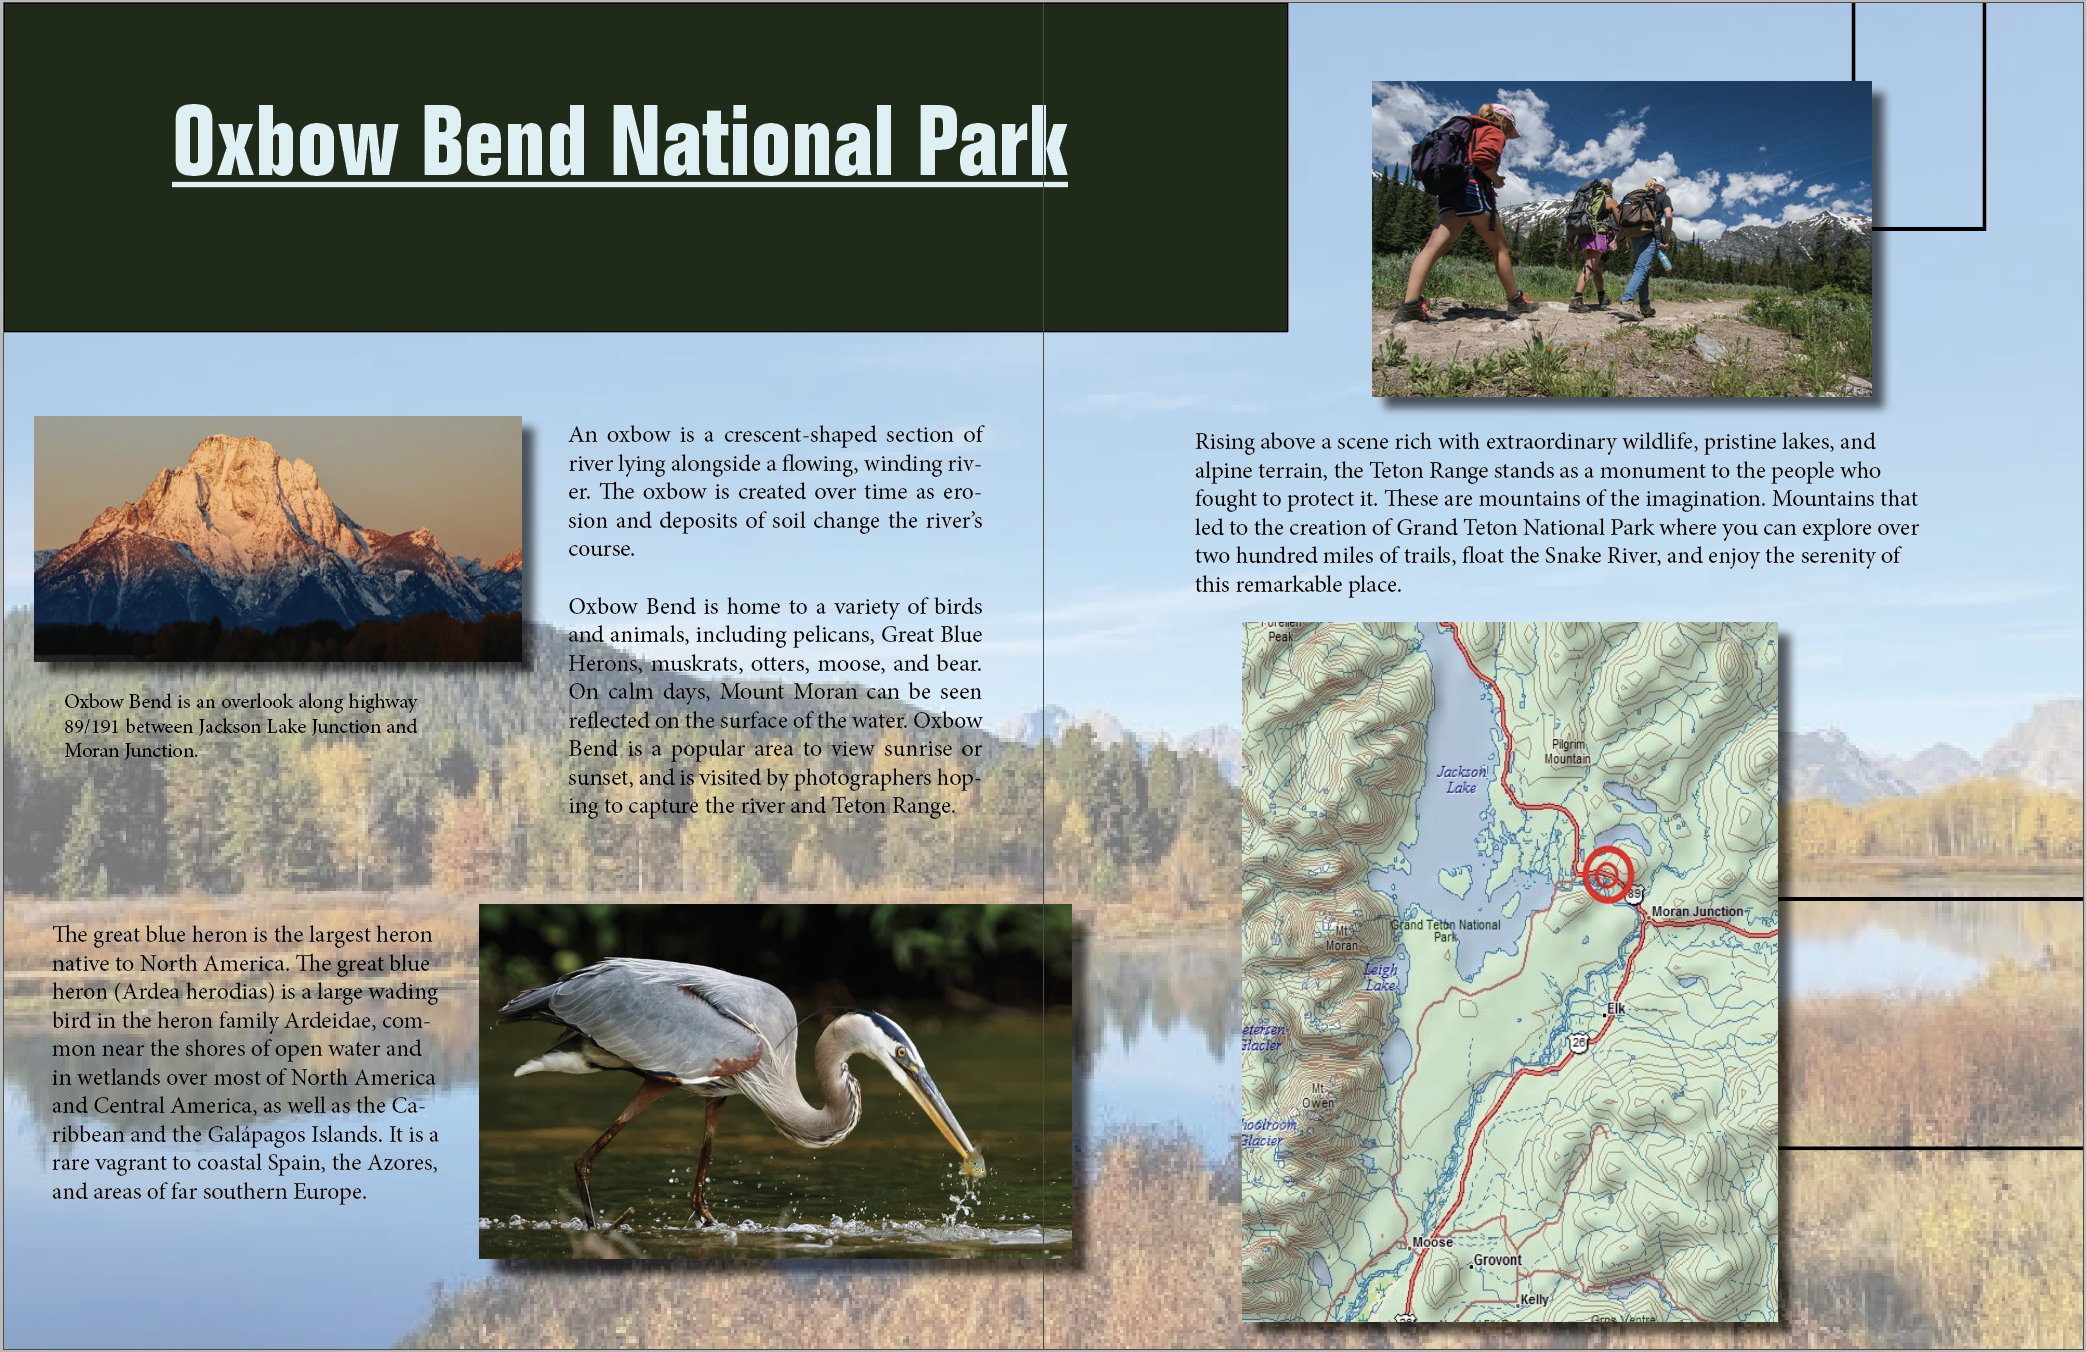 Oxbow Bend National Park
An oxbow is a crescent-shaped section of
river lying alongside a flowing, winding riv-
er. The oxbow is created over time as ero-
sion and deposits of soil change the river's
course.
Oxbow Bend is home to a variety of birds
and animals, including pelicans, Great Blue
Herons, muskrats, otters, moose, and bear.
On calm days, Mount Moran can be seen
reflected on the surface of the water. Oxbow
Bend is a popular area to view sunrise or
sunset, and is visited by photographers hop-
ing to capture the river and Teton Range.
Oxbow Bend is an overlook along highway
89/191 between Jackson Lake Junction and
Moran Junction.
The great blue heron is the largest heron
native to North America. The great blue
heron (Ardea herodias) is a large wading
bird in the heron family Ardeidae, com-
mon near the shores of open water and
in wetlands over most of North America
and Central America, as well as the Ca-
ribbean and the Galápagos Islands. It is a
rare vagrant to coastal Spain, the Azores,
and areas of far southern Europe.
Rising above a scene rich with extraordinary wildlife, pristine lakes, and
alpine terrain, the Teton Range stands as a monument to the people who
fought to protect it. These are mountains of the imagination. Mountains that
led to the creation of Grand Teton National Park where you can explore over
two hundred miles of trails, float the Snake River, and enjoy the serenity of
this remarkable place.
Peak
Pilgrim
Mountain
Jackson
Lake
89
Moran Junction
Grand Teton National
Park
Mt
Moran
Leigh
Lake
Elk
26
etersen
Glacier
Mt
Owen
Glacier
Moose
Grovont
Kelly